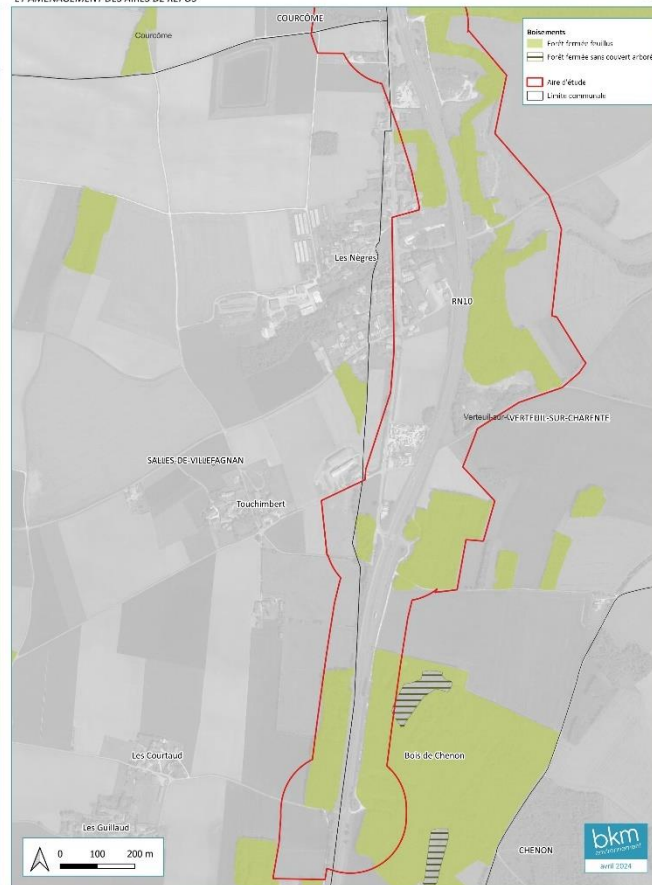 ET AMÉNAGEMENT DES AIRES DE REPOS
COURCÔME
Courcôme
Boisements
Forêt fermée feuillus
Forêt fermée sans couvert arboré
Aire d'étude
Limite communale
Les Nègres
RN10
Verteuil-sur-
VERTEUIL-SUR-CHARENTE
SALLES-DE-VILLEFAGNAN
Touchimbert
Les Courtaud
Bois de Chenon
Les Guillaud
CHENON
0 100 200 m
bkm
environnement
avril 2024